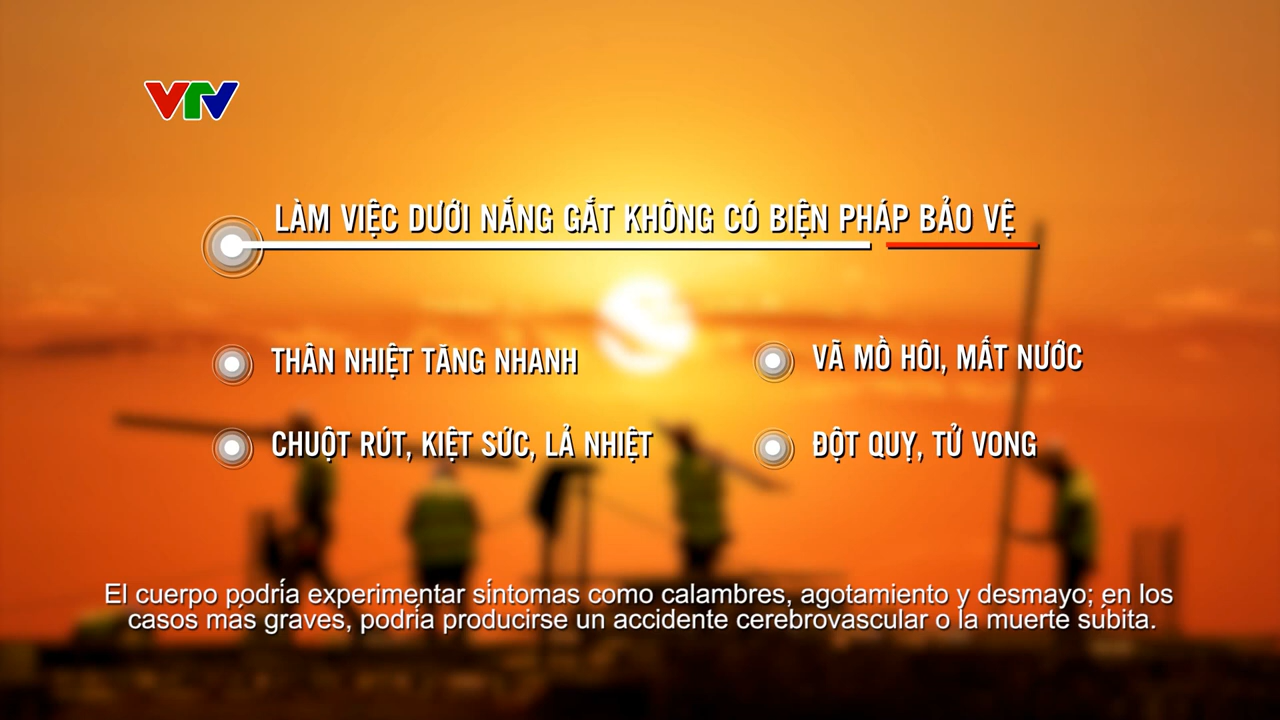 VTV
LÀM VIỆC DƯỚI NẮNG GẮT KHÔNG CÓ BIỆN PHÁP BẢO VỆ
THÂN NHIỆT TĂNG NHANH
VÃ MỒ HÔI, MẤT NƯỚC
CHUỘT RÚT, KIỆT SỨC, LẢ NHIỆT
ĐỘT QUỴ, TỬ VONG
El cuerpo podría experimentar síntomas como calambres, agotamiento y desmayo; en los
casos más graves, podría producirse un accidente cerebrovascular o la muerte súbita.